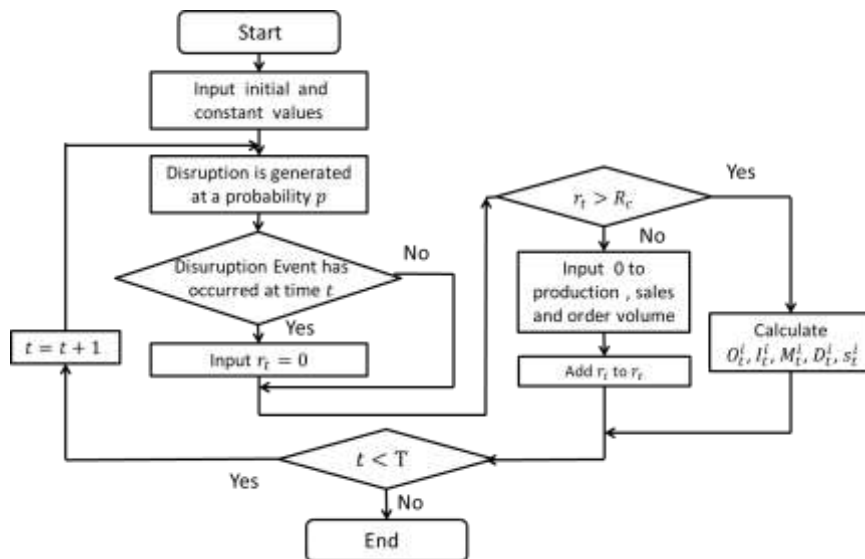 Start
Input initial and
constant values
Disruption is generated
at a probability p
Disuruption Event has
occurred at time t
No
Yes
Input r_t = 0
t = t + 1
r_t > R_c
Yes
No
Input 0 to
production , sales
and order volume
Add r_t to r_t
Calculate
O_t^i, I_t^i, M_t^i, D_t^i, s_t^i
t < T
Yes
No
End